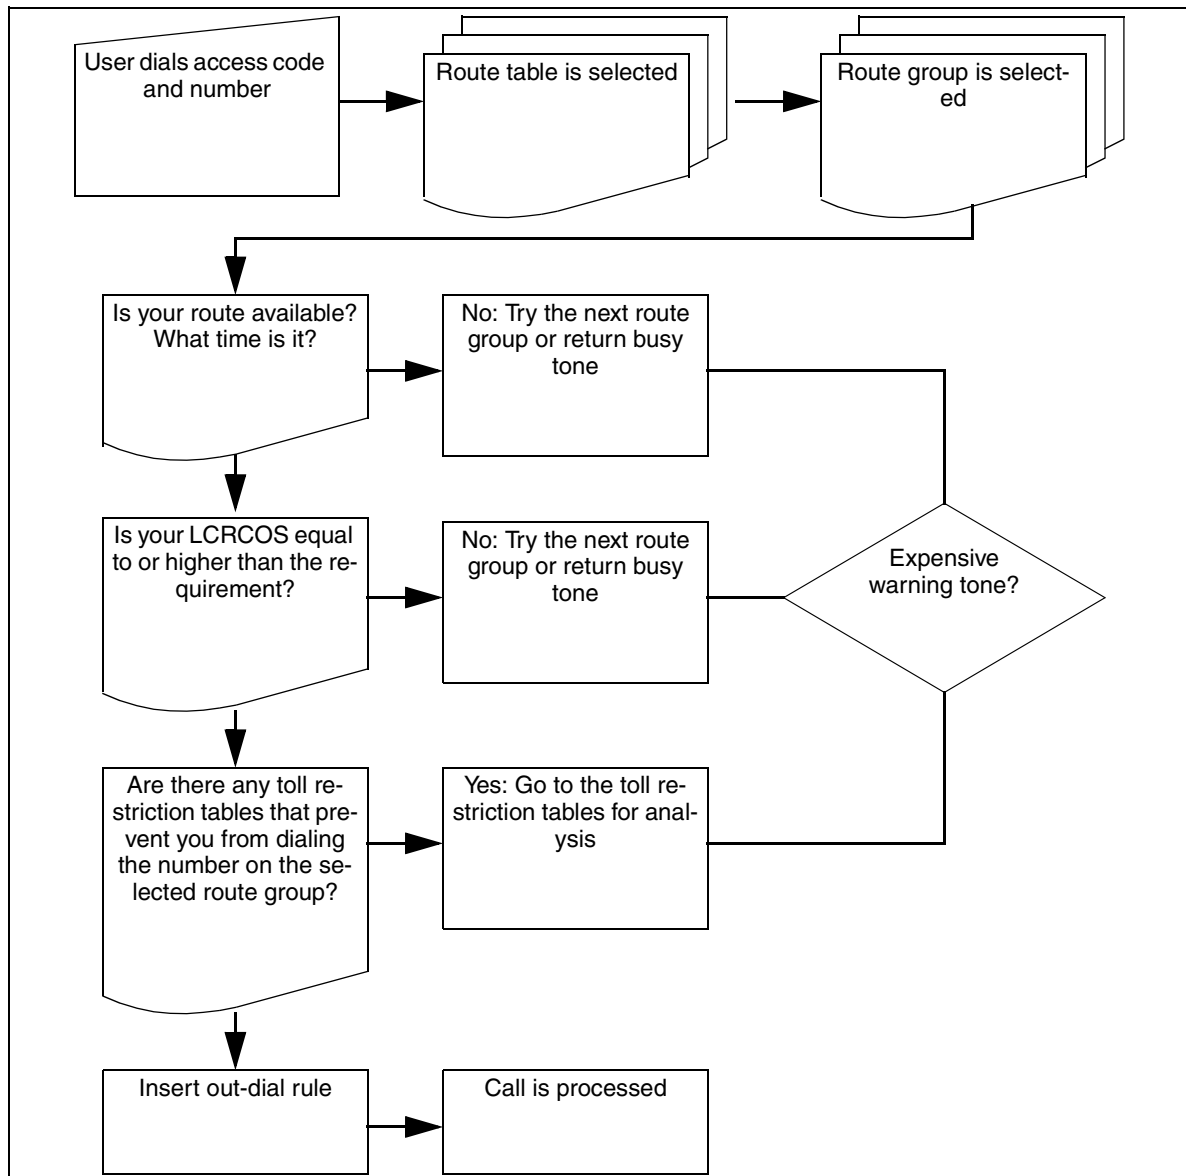 User dials access code
and number
Route table is selected
Route group is select-
ed
Is your route available?
What time is it?
No: Try the next route
group or return busy
tone
Is your LCRCOS equal
to or higher than the re-
quirement?
No: Try the next route
group or return busy
tone
Expensive
warning tone?
Are there any toll re-
striction tables that pre-
vent you from dialing
the number on the se-
lected route group?
Yes: Go to the toll re-
striction tables for anal-
ysis
Insert out-dial rule
Call is processed